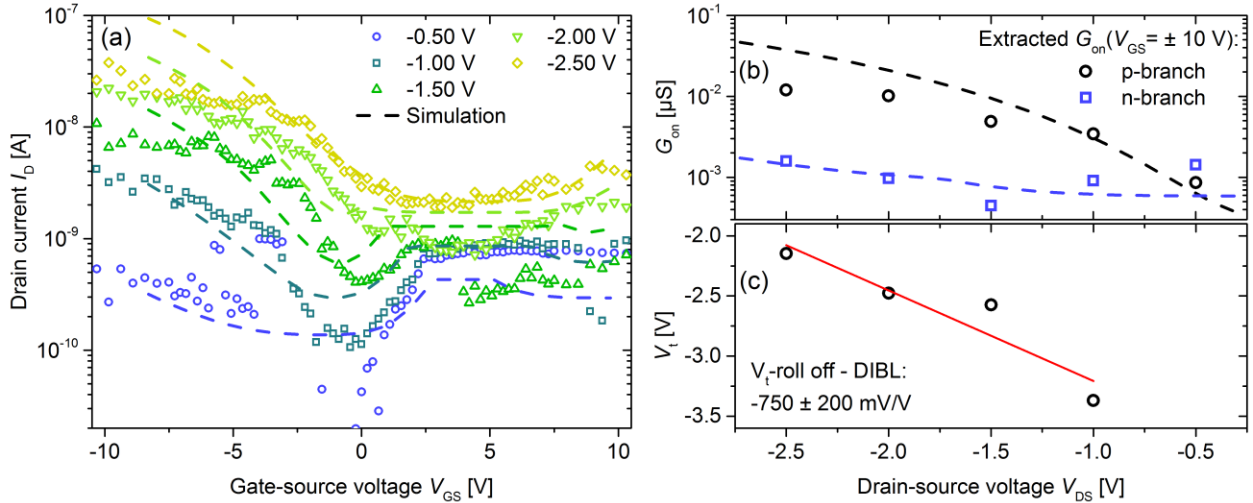 (a)
-0.50 V
-1.00 V
-1.50 V
-2.00 V
-2.50 V
Simulation
10⁻⁷
10⁻⁸
10⁻⁹
10⁻¹⁰
Drain current I_D [A]
-10 -5 0 5 10
Gate-source voltage V_GS [V]
(b)
Extracted G_on(V_GS= ± 10 V):
p-branch
n-branch
10⁻¹
10⁻²
10⁻³
G_on [µS]
(c)
-2.0
-2.5
-3.0
-3.5
V_t [V]
V_t-roll off - DIBL:
-750 ± 200 mV/V
-2.5 -2.0 -1.5 -1.0 -0.5
Drain-source voltage V_DS [V]